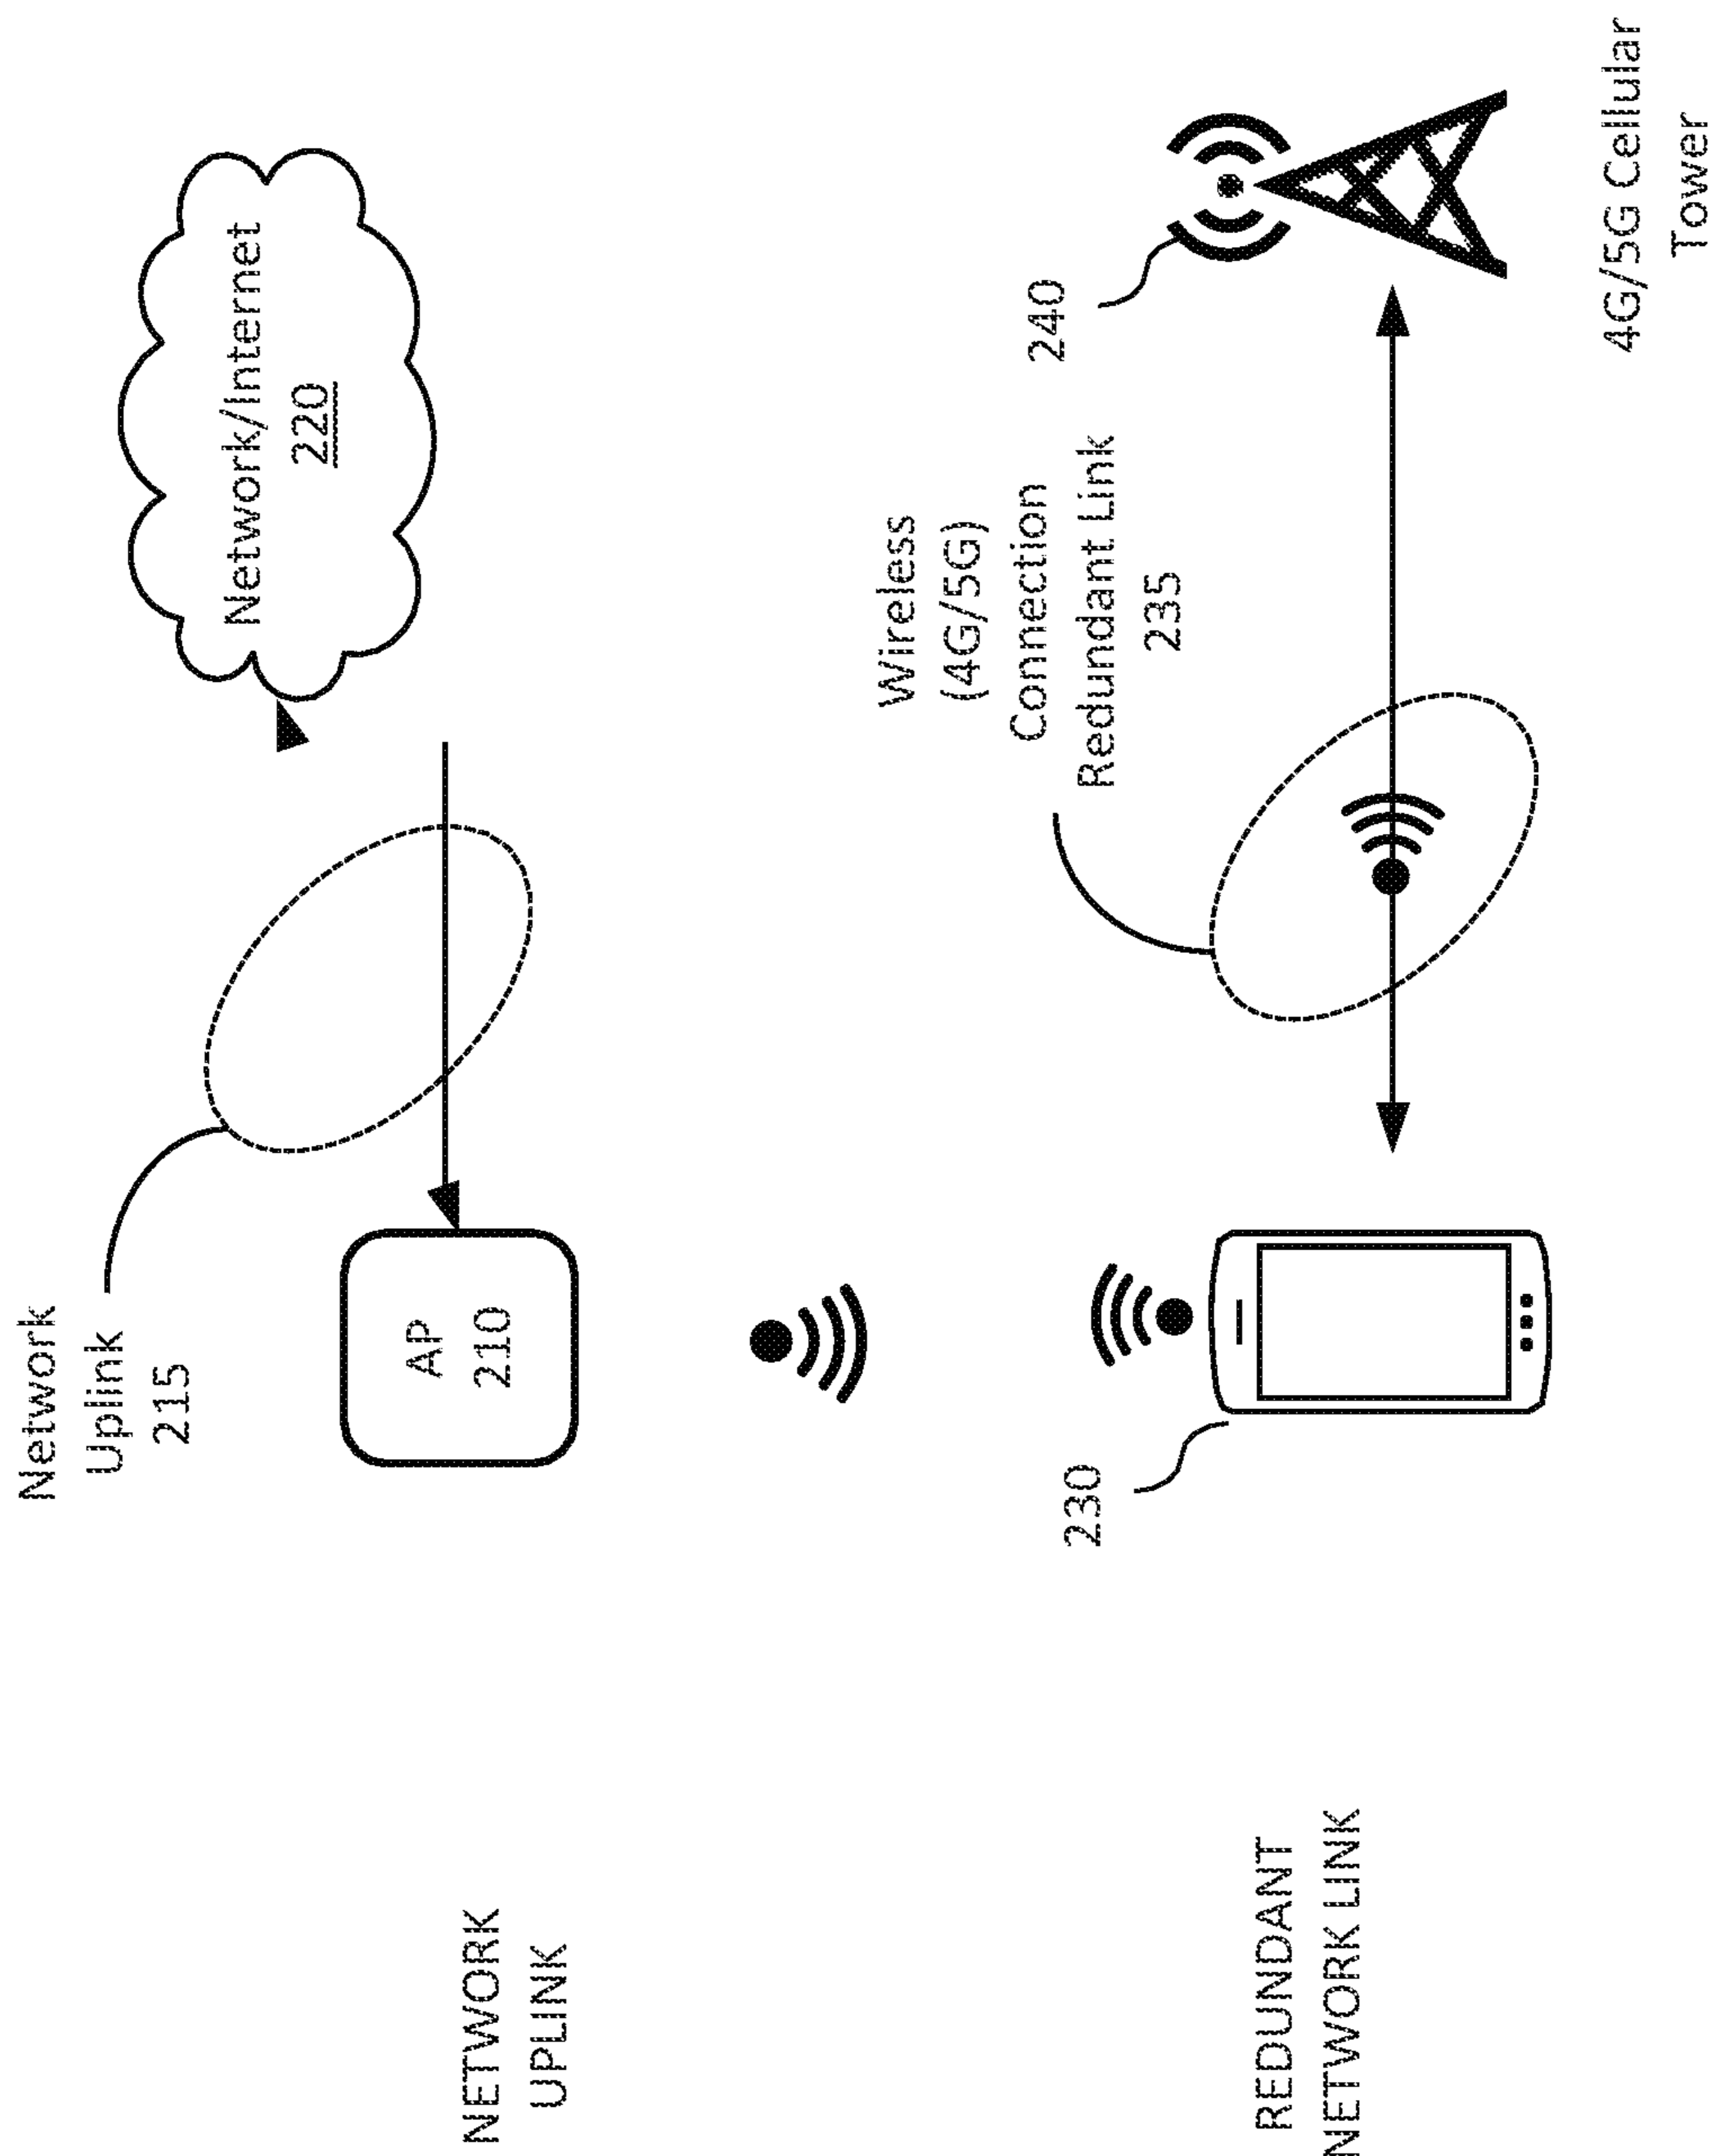 Network
Uplink
215
Network/Internet
220
AP
210
NETWORK
UPLINK
Wireless
(4G/5G)
Connection
Redundant Link
235
240
230
4G/5G Cellular
Tower
REDUNDANT
NETWORK LINK